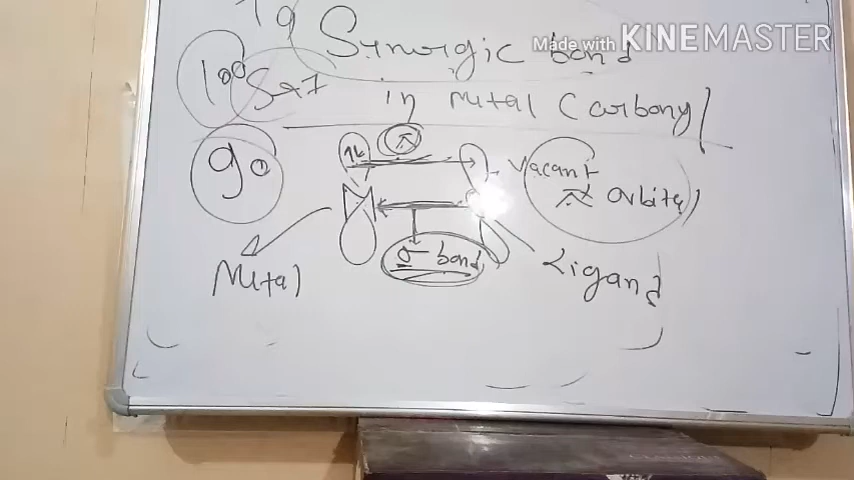 Synergic bond
Made with KINEMASTER
100
in Metal Carbonyl
90
π
vacant
π* orbital
σ bond
Metal
Ligand